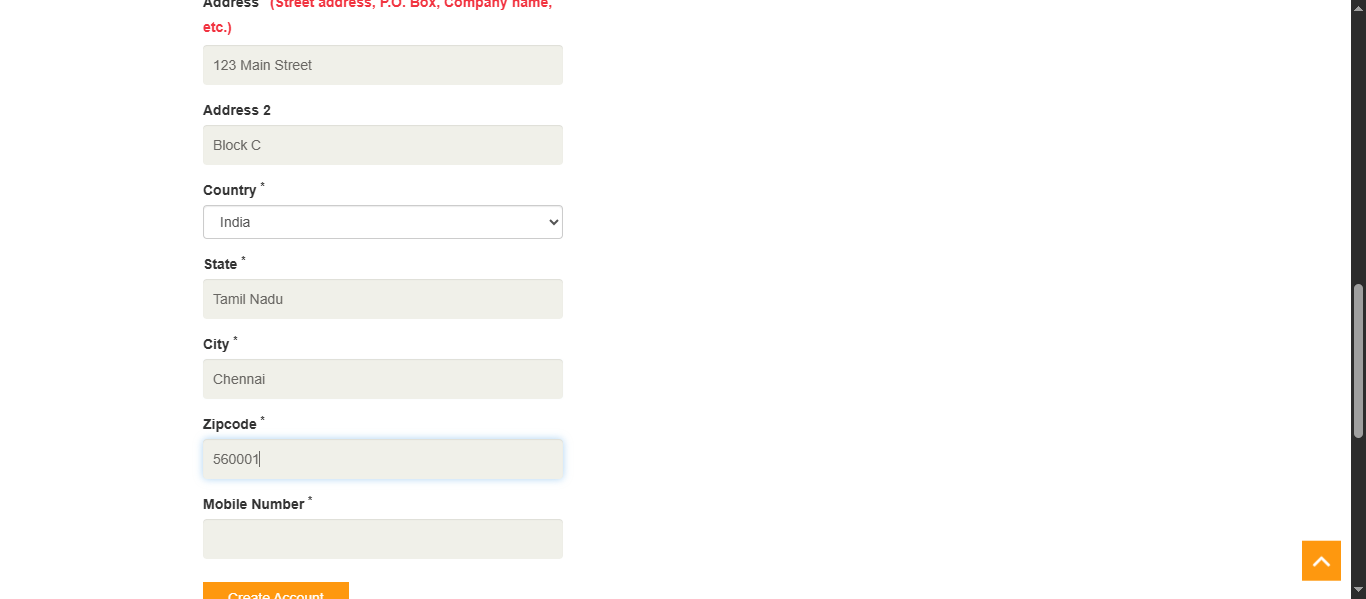 Address * (Street address, P.O. Box, Company name,
etc.)
123 Main Street
Address 2
Block C
Country *
India
State *
Tamil Nadu
City *
Chennai
Zipcode *
560001
Mobile Number *
Create Account